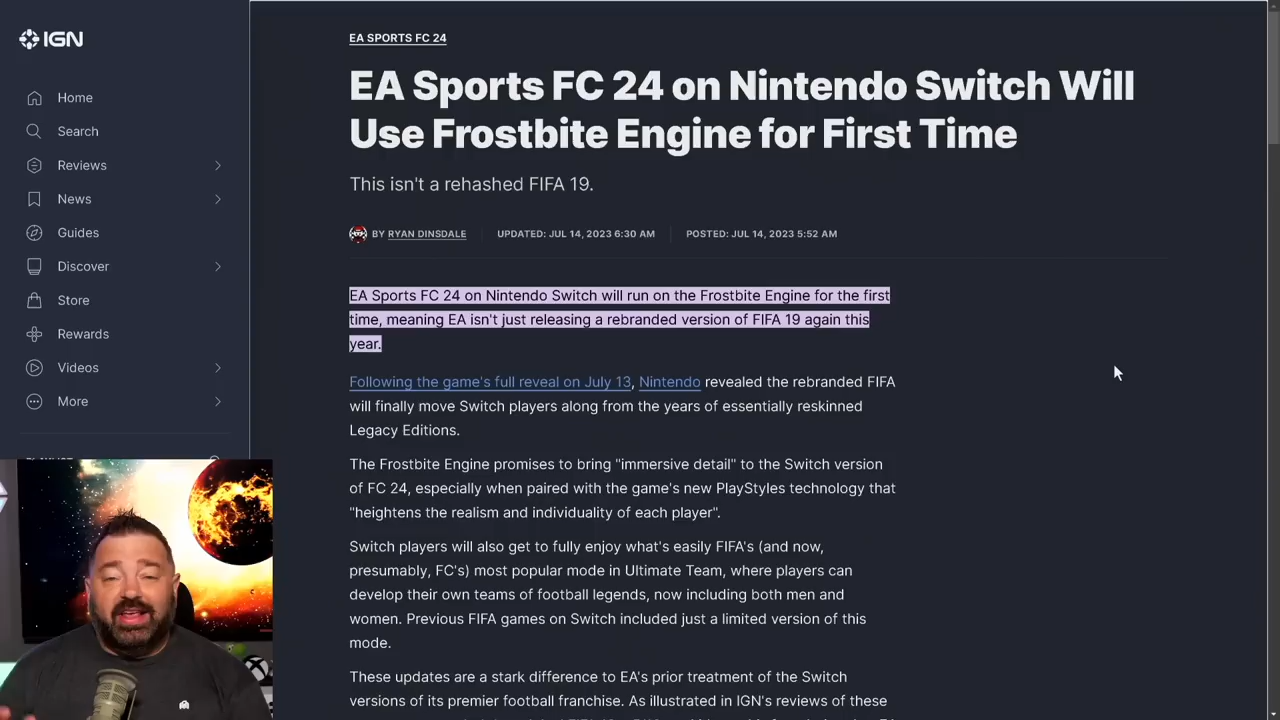 IGN
Home
Search
Reviews
News
Guides
Discover
Store
Rewards
Videos
More
EA SPORTS FC 24
EA Sports FC 24 on Nintendo Switch Will
Use Frostbite Engine for First Time
This isn't a rehashed FIFA 19.
BY RYAN DINSDALE
UPDATED: JUL 14, 2023 6:30 AM
POSTED: JUL 14, 2023 5:52 AM
EA Sports FC 24 on Nintendo Switch will run on the Frostbite Engine for the first
time, meaning EA isn't just releasing a rebranded version of FIFA 19 again this
year.
Following the game's full reveal on July 13, Nintendo revealed the rebranded FIFA
will finally move Switch players along from the years of essentially reskinned
Legacy Editions.
The Frostbite Engine promises to bring "immersive detail" to the Switch version
of FC 24, especially when paired with the game's new PlayStyles technology that
"heightens the realism and individuality of each player".
Switch players will also get to fully enjoy what's easily FIFA's (and now,
presumably, FC's) most popular mode in Ultimate Team, where players can
develop their own teams of football legends, now including both men and
women. Previous FIFA games on Switch included just a limited version of this
mode.
These updates are a stark difference to EA's prior treatment of the Switch
versions of its premier football franchise. As illustrated in IGN's reviews of these